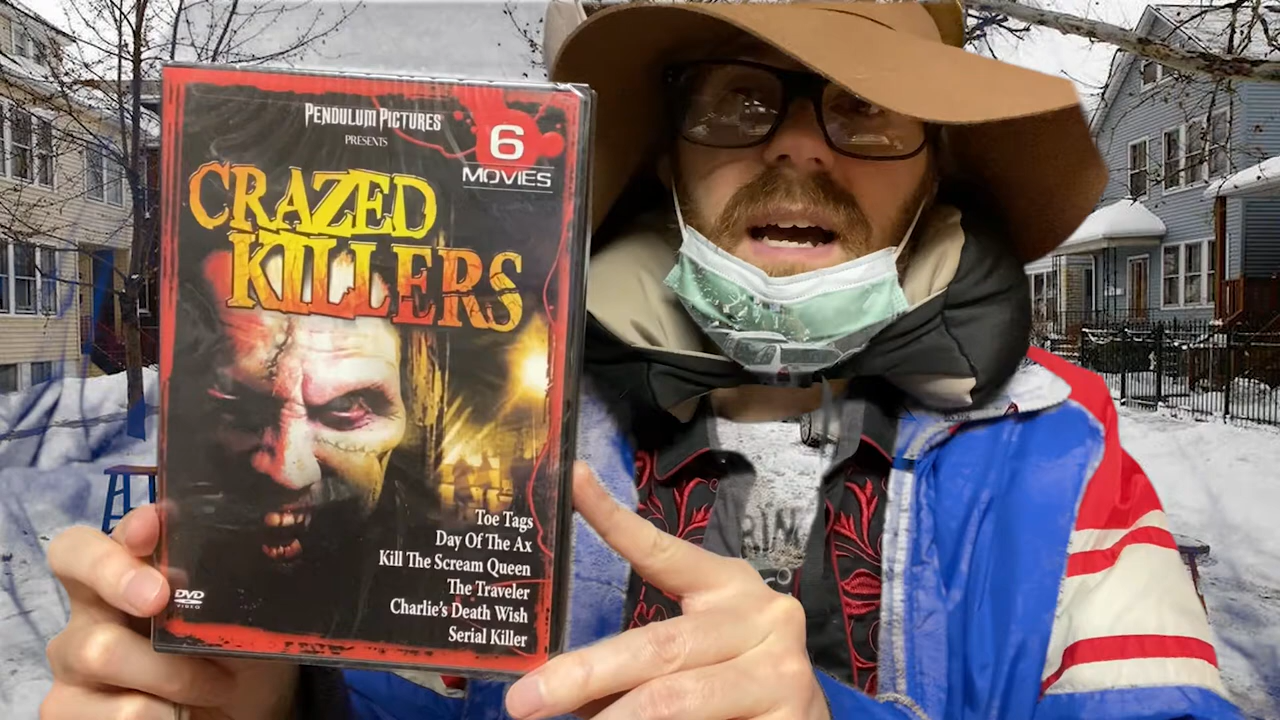 PENDULUM PICTURES
PRESENTS
6
MOVIES
CRAZED
KILLERS
Toe Tags
Day Of The Ax
Kill The Scream Queen
The Traveler
Charlie's Death Wish
Serial Killer
DVD
VIDEO